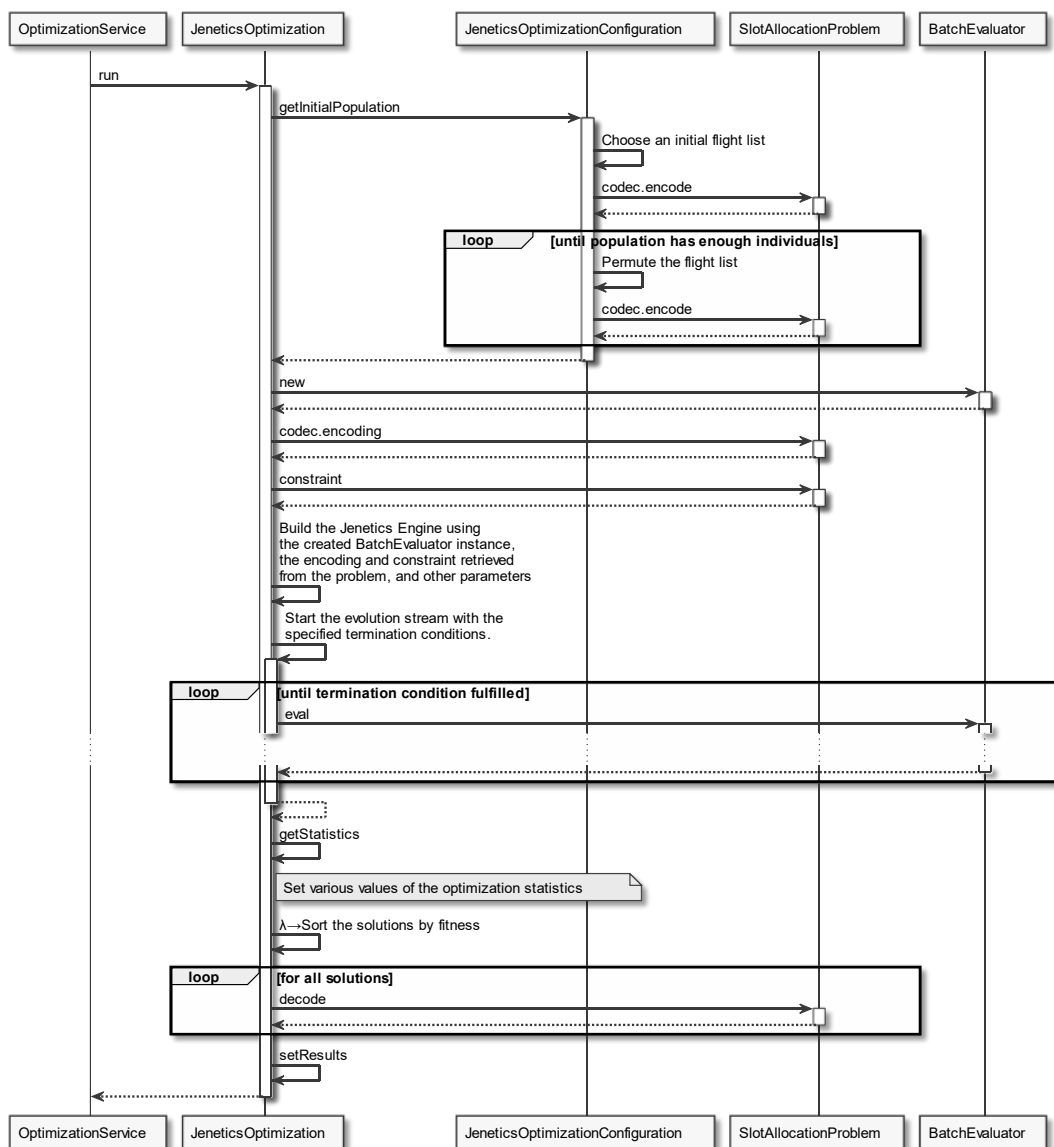 OptimizationService
JeneticsOptimization
JeneticsOptimizationConfiguration
SlotAllocationProblem
BatchEvaluator
run
getInitialPopulation
Choose an initial flight list
codec.encode
loop
[until population has enough individuals]
Permute the flight list
codec.encode
new
codec.encoding
constraint
Build the Jenetics Engine using
the created BatchEvaluator instance,
the encoding and constraint retrieved
from the problem, and other parameters
Start the evolution stream with the
specified termination conditions.
loop
[until termination condition fulfilled]
eval
getStatistics
Set various values of the optimization statistics
λ→Sort the solutions by fitness
loop
[for all solutions]
decode
setResults
OptimizationService
JeneticsOptimization
JeneticsOptimizationConfiguration
SlotAllocationProblem
BatchEvaluator